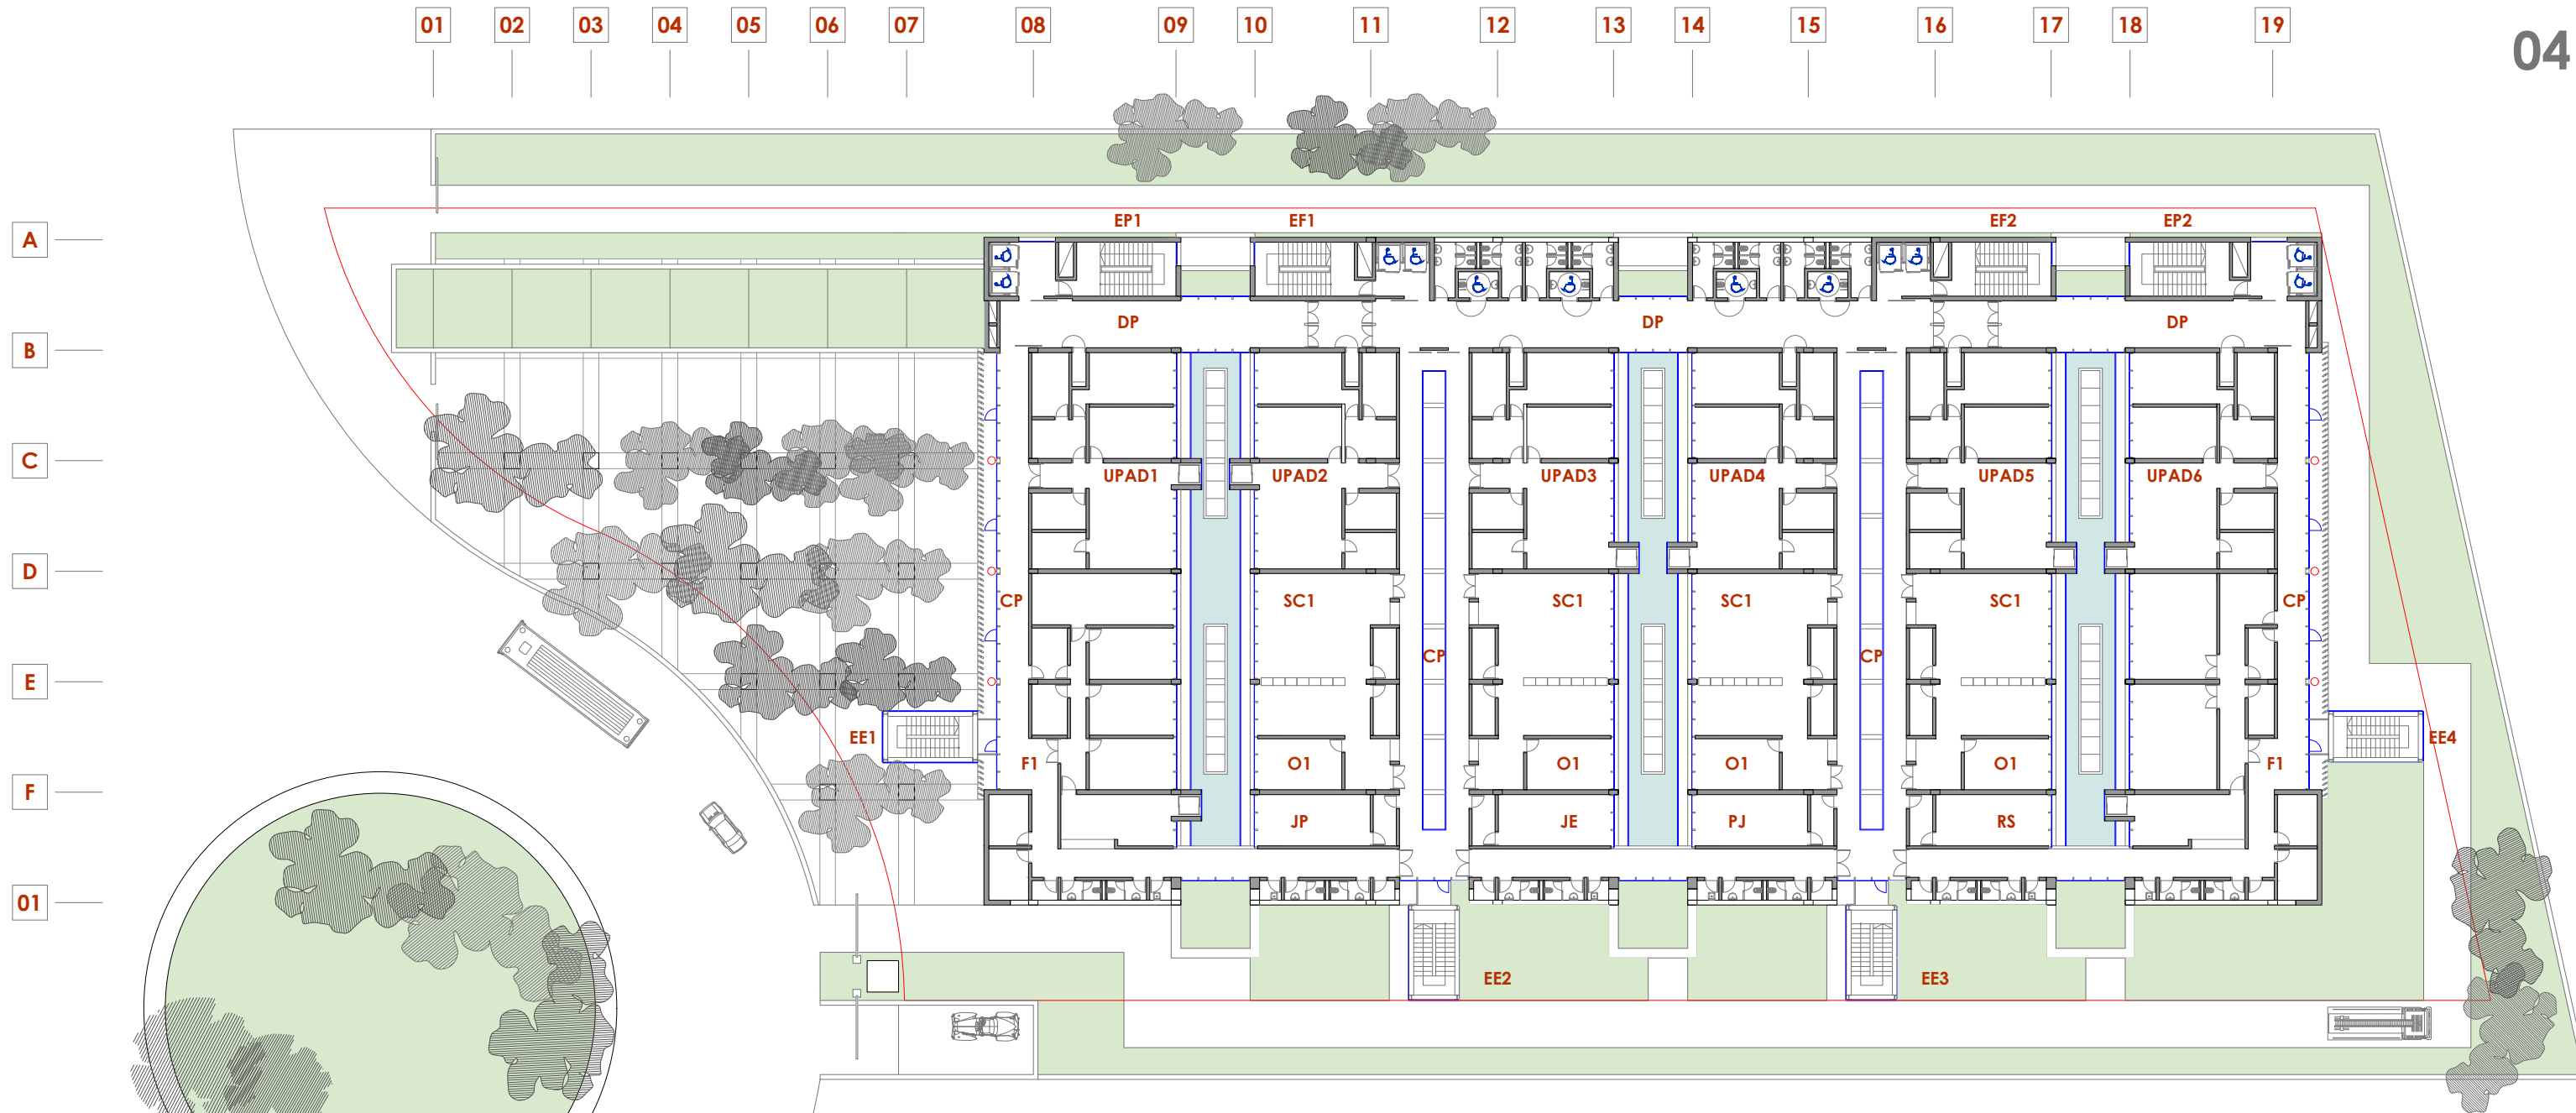 01 02 03 04 05 06 07 08 09 10 11 12 13 14 15 16 17 18 19
04
A
EP1 EF1 EF2 EP2
DP DP DP
B
C
UPAD1 UPAD2 UPAD3 UPAD4 UPAD5 UPAD6
D
CP SC1 SC1 SC1 SC1 CP
CP CP
E
EE1 EE4
F1 O1 O1 O1 O1 F1
F
JP JE PJ RS
01
EE2 EE3